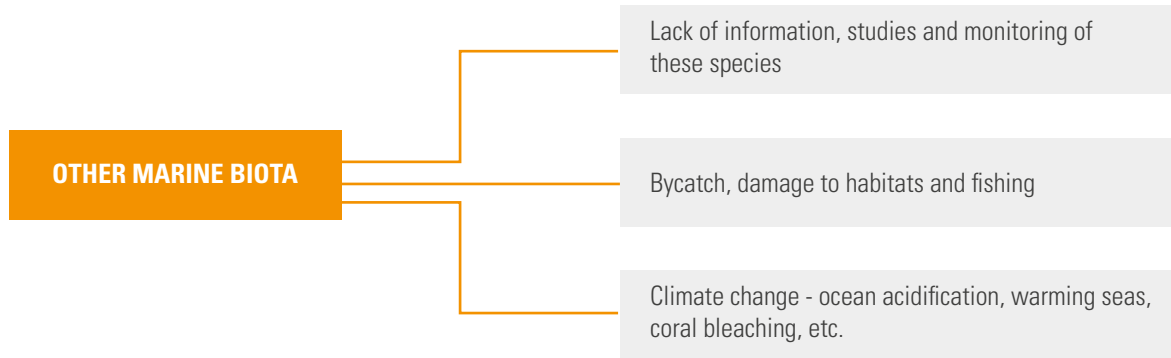 Lack of information, studies and monitoring of
these species
OTHER MARINE BIOTA
Bycatch, damage to habitats and fishing
Climate change - ocean acidification, warming seas,
coral bleaching, etc.